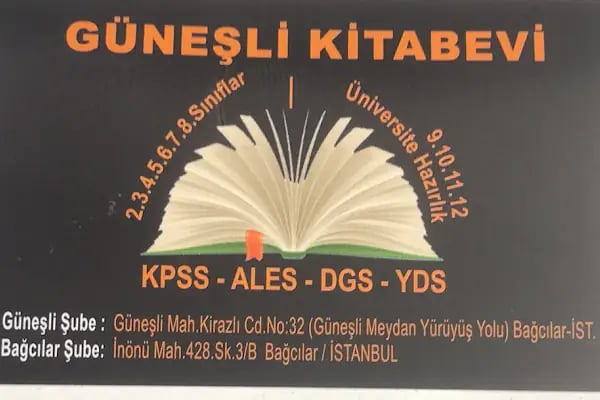 GÜNEŞLİ KİTABEVİ
2.3.4.5.6.7.8.Sınıflar
9.10.11.12
Üniversite Hazırlık
KPSS - ALES - DGS - YDS
Güneşli Şube : Güneşli Mah.Kirazlı Cd.No:32 (Güneşli Meydan Yürüyüş Yolu) Bağcılar-İST.
Bağcılar Şube: İnönü Mah.428.Sk.3/B Bağcılar / İSTANBUL